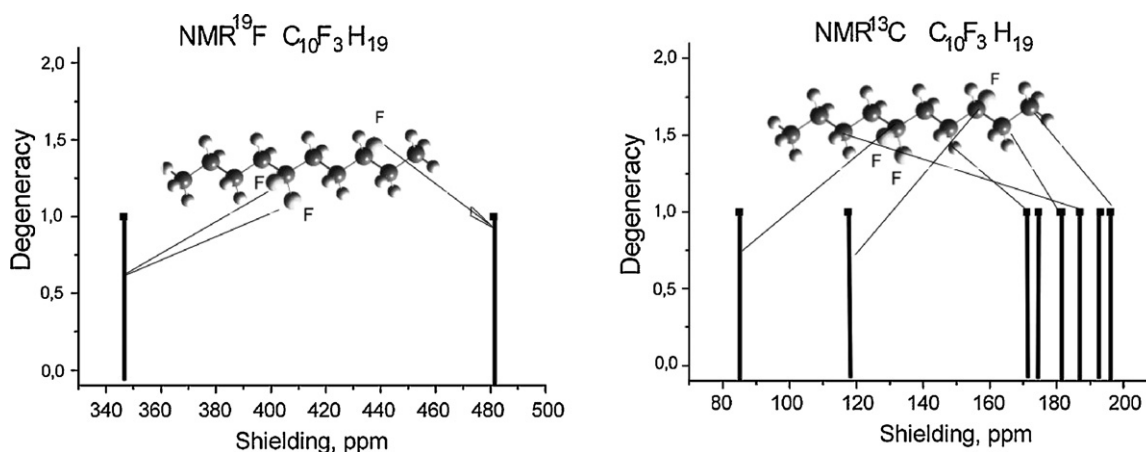 NMR¹⁹F C₁₀F₃H₁₉
Degeneracy
2,0
1,5
1,0
0,5
0,0
F
F
F
340 360 380 400 420 440 460 480 500
Shielding, ppm
NMR¹³C C₁₀F₃H₁₉
Degeneracy
2,0
1,5
1,0
0,5
0,0
F
F
F
80 100 120 140 160 180 200
Shielding, ppm